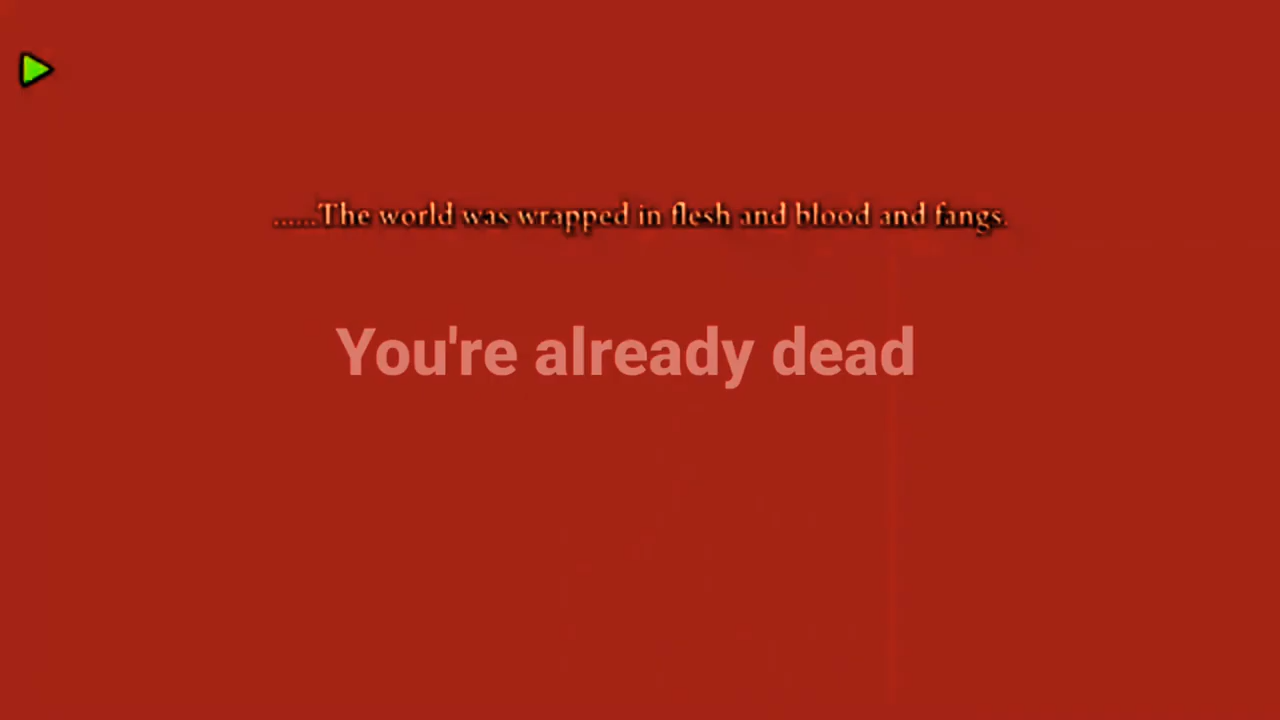 ......The world was wrapped in flesh and blood and fangs.
You're already dead